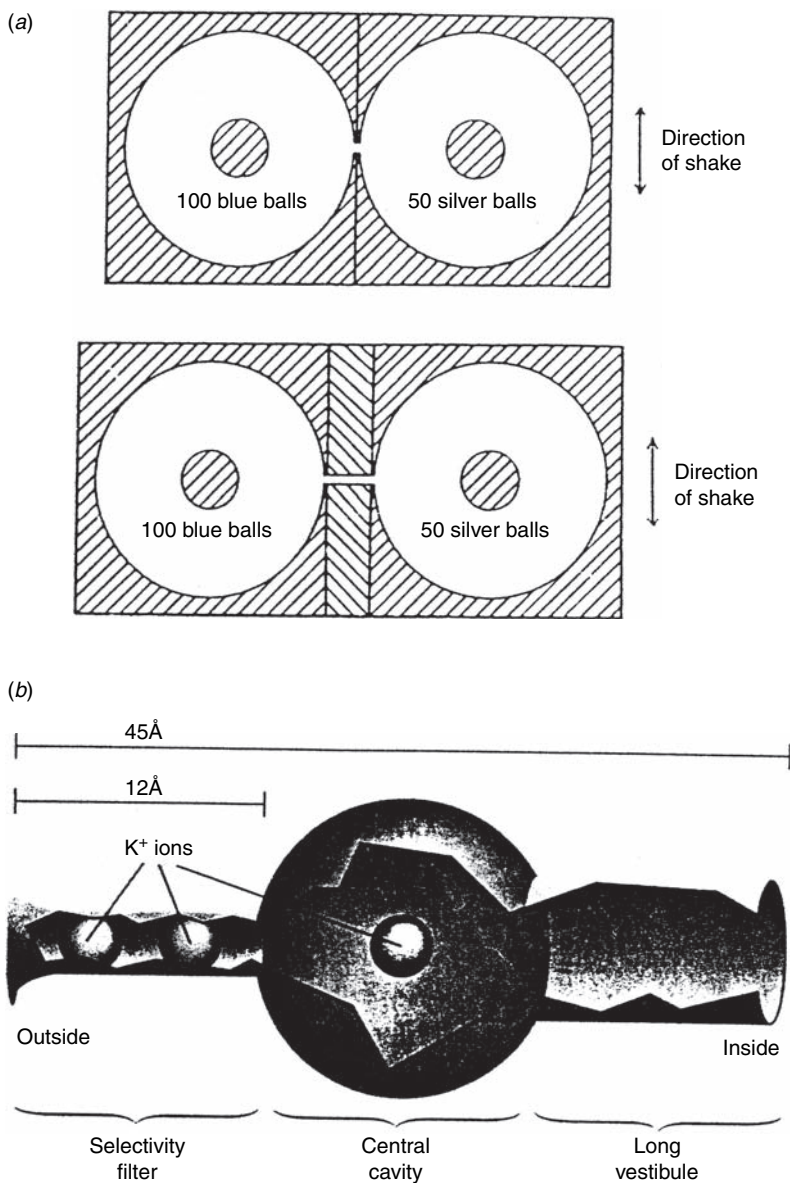 (a)
Direction
of shake
100 blue balls
50 silver balls
Direction
of shake
100 blue balls
50 silver balls
(b)
45Å
12Å
K⁺ ions
Outside
Inside
Selectivity
filter
Central
cavity
Long
vestibule